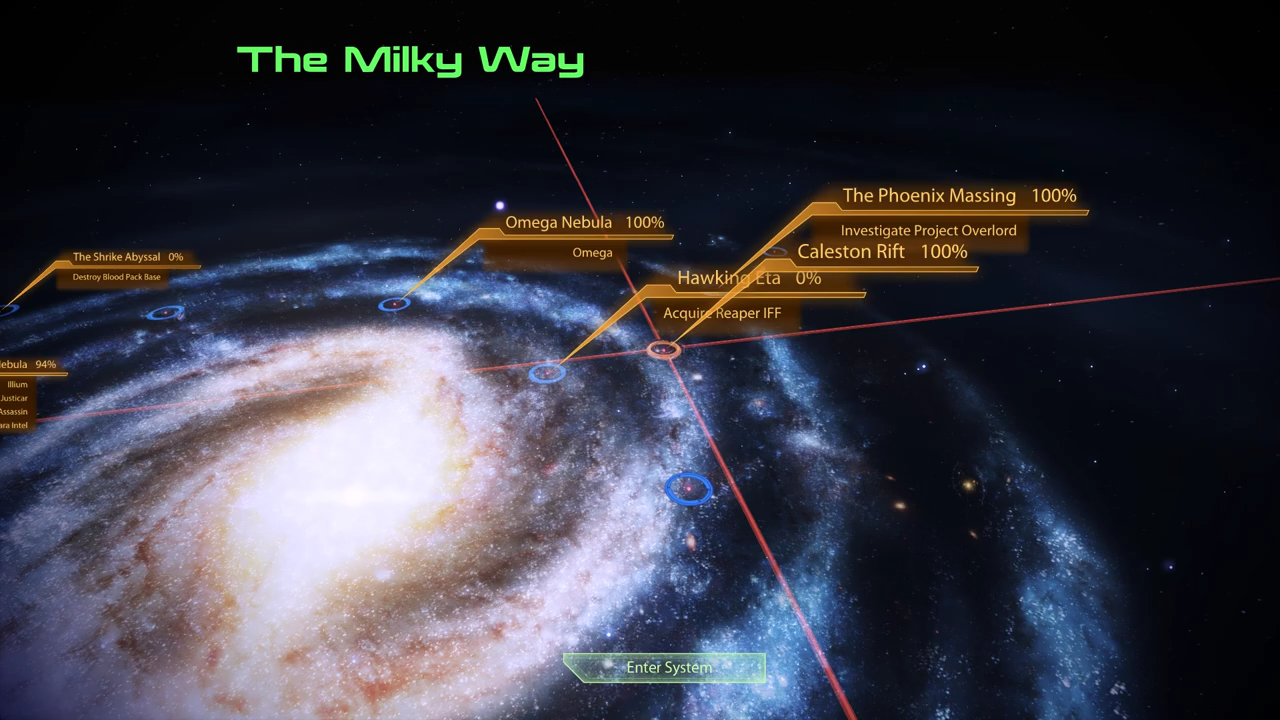 The Milky Way
The Phoenix Massing 100%
Investigate Project Overlord
Omega Nebula 100%
Omega
Caleston Rift 100%
The Shrike Abyssal 0%
Destroy Blood Pack Base
Hawking Eta 0%
Acquire Reaper IFF
ebula 94%
Illium
Justicar
Assassin
ara Intel
Enter System